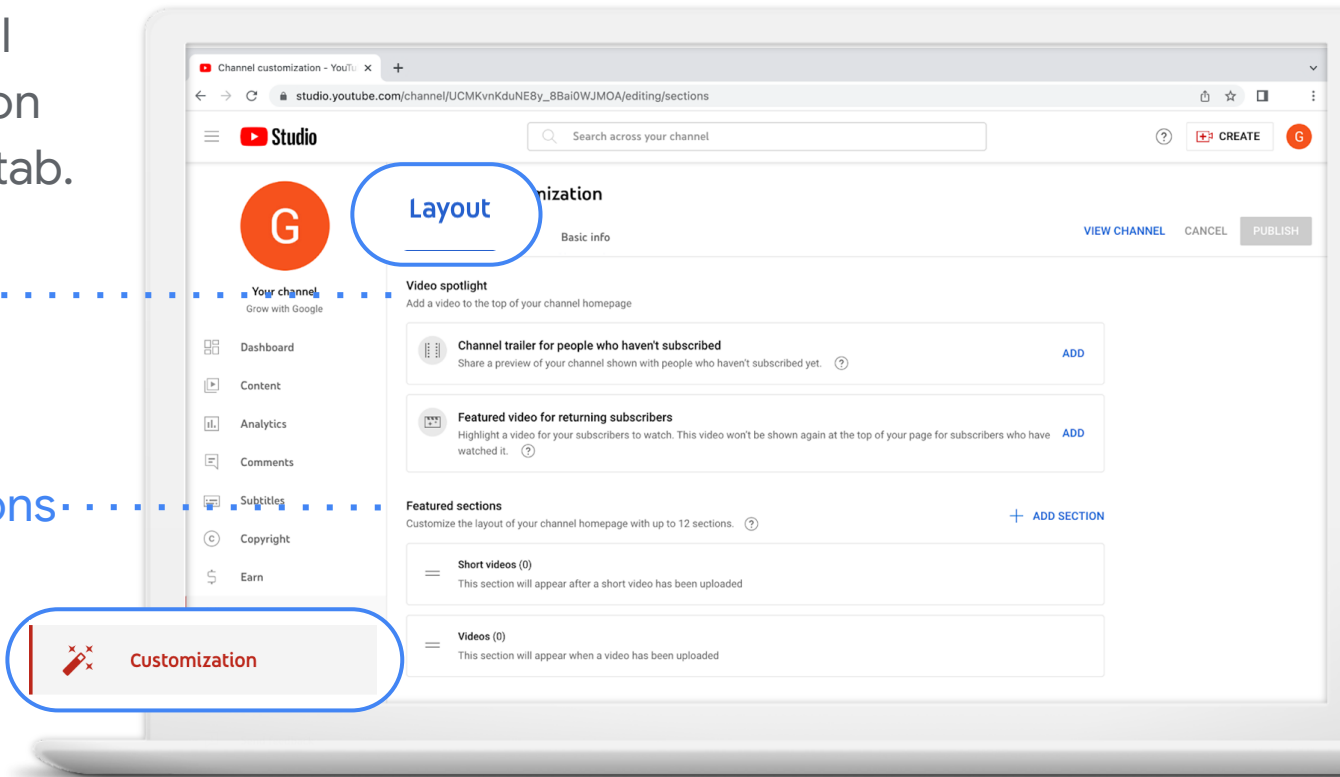 l
on
tab.
ons
Channel customization - YouTu
studio.youtube.com/channel/UCMKvnKduNE8y_8Bai0WJMOA/editing/sections
Studio
Search across your channel
CREATE
G
G
Layout
mization
Basic info
VIEW CHANNEL CANCEL PUBLISH
Your channel
Grow with Google
Dashboard
Content
Analytics
Comments
Subtitles
Copyright
Earn
Customization
Video spotlight
Add a video to the top of your channel homepage
Channel trailer for people who haven't subscribed
Share a preview of your channel shown with people who haven't subscribed yet.
ADD
Featured video for returning subscribers
Highlight a video for your subscribers to watch. This video won't be shown again at the top of your page for subscribers who have
watched it.
ADD
Featured sections
Customize the layout of your channel homepage with up to 12 sections.
ADD SECTION
Short videos (0)
This section will appear after a short video has been uploaded
Videos (0)
This section will appear when a video has been uploaded